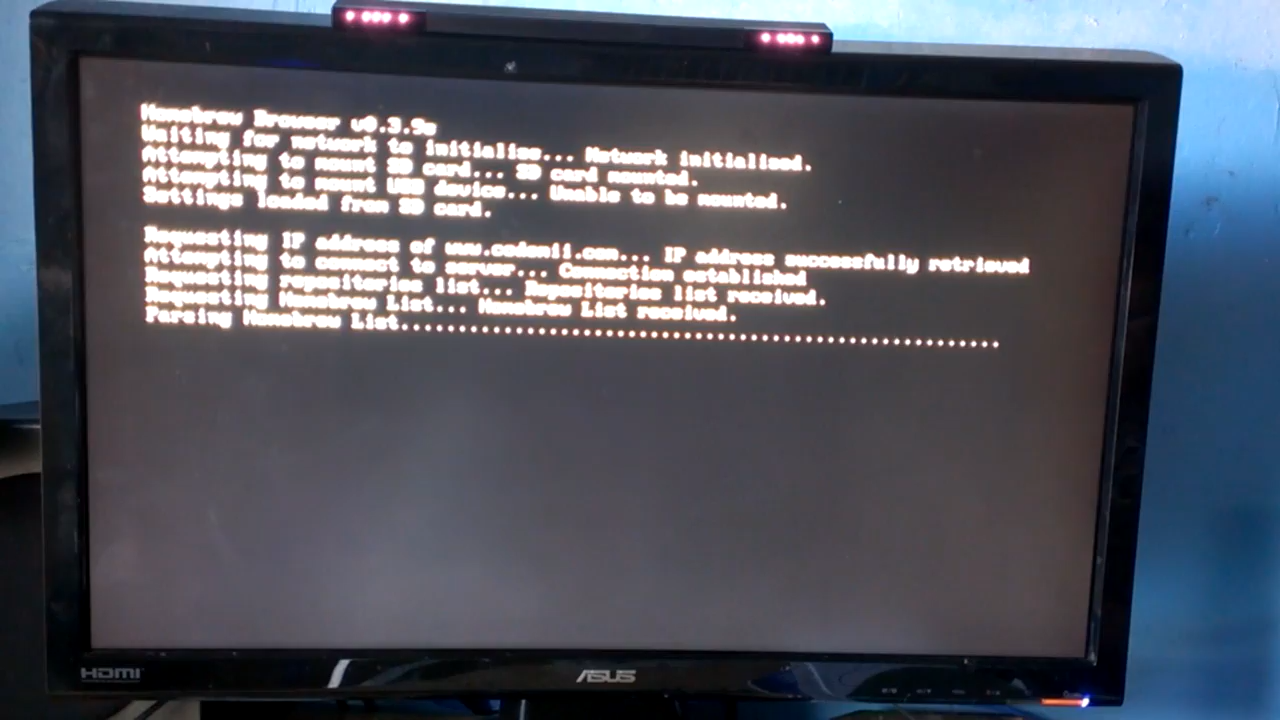 Homebrew Browser v0.3.9e
Waiting for network to initialise... Network initialised.
Attempting to mount SD card... SD card mounted.
Attempting to mount USB device... Unable to be mounted.
Settings loaded from SD card.
Requesting IP address of www.codemii.com... IP address successfully retrieved
Attempting to connect to server... Connection established
Requesting repositories list... Repositories list received.
Requesting Homebrew List... Homebrew List received.
Parsing Homebrew List..............................................................
HDMI
ASUS